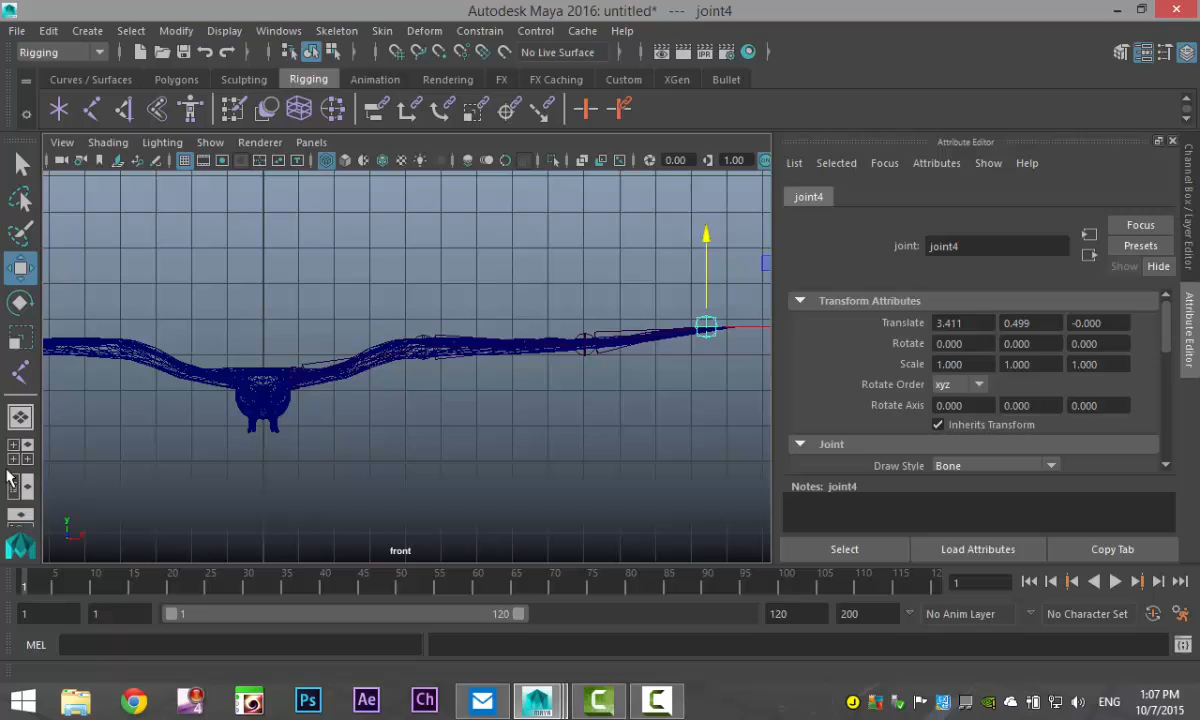 Autodesk Maya 2016: untitled* --- joint4
File Edit Create Select Modify Display Windows Skeleton Skin Deform Constrain Control Cache Help
Rigging No Live Surface
Curves / Surfaces Polygons Sculpting Rigging Animation Rendering FX FX Caching Custom XGen Bullet
View Shading Lighting Show Renderer Panels
0.00 1.00
front
Attribute Editor
List Selected Focus Attributes Show Help
joint4
joint: joint4
Focus
Presets
Show Hide
Transform Attributes
Translate 3.411 0.499 -0.000
Rotate 0.000 0.000 0.000
Scale 1.000 1.000 1.000
Rotate Order xyz
Rotate Axis 0.000 0.000 0.000
Inherits Transform
Joint
Draw Style Bone
Notes: joint4
Select Load Attributes Copy Tab
Channel Box / Layer Editor
Attribute Editor
1 5 10 15 20 25 30 35 40 45 50 55 60 65 70 75 80 85 90 95 100 105 110 115 12 1
1 1 1 120 120 200 No Anim Layer No Character Set
MEL
Ps Ae Ch
ENG
1:07 PM
10/7/2015